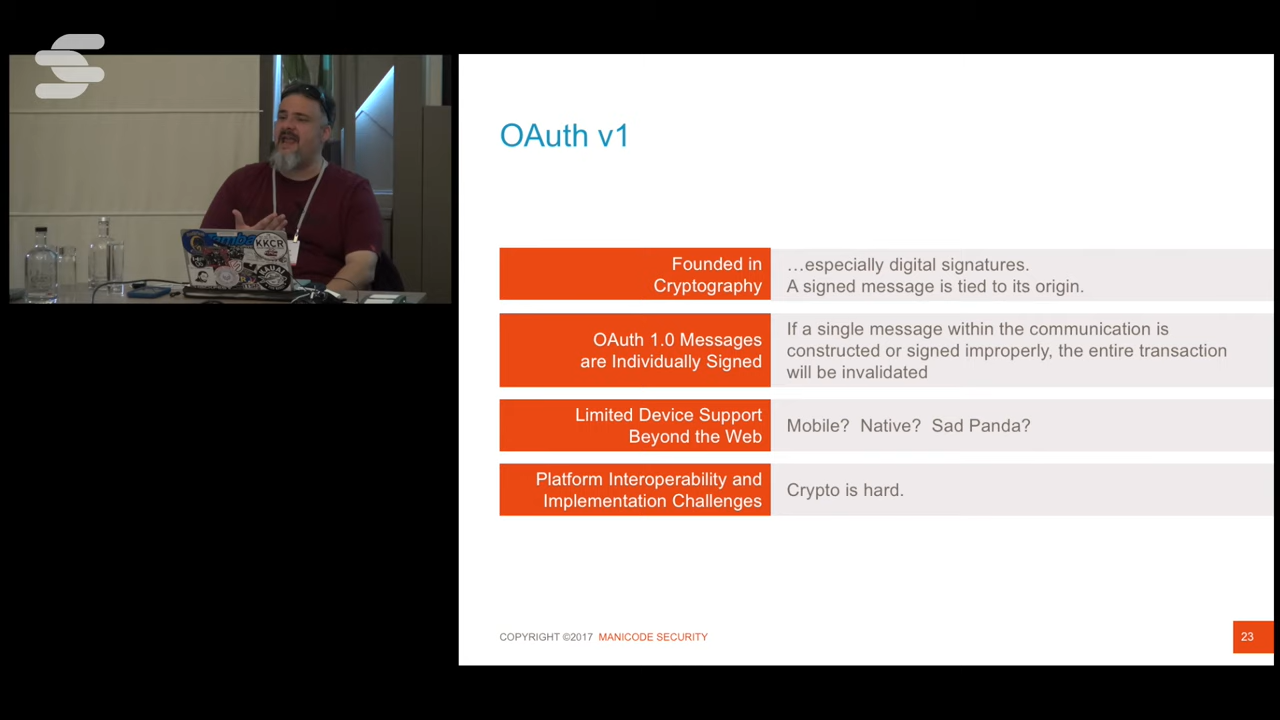 OAuth v1
Founded in
Cryptography
…especially digital signatures.
A signed message is tied to its origin.
OAuth 1.0 Messages
are Individually Signed
If a single message within the communication is
constructed or signed improperly, the entire transaction
will be invalidated
Limited Device Support
Beyond the Web
Mobile?  Native?  Sad Panda?
Platform Interoperability and
Implementation Challenges
Crypto is hard.
COPYRIGHT ©2017 MANICODE SECURITY
23
KKCR